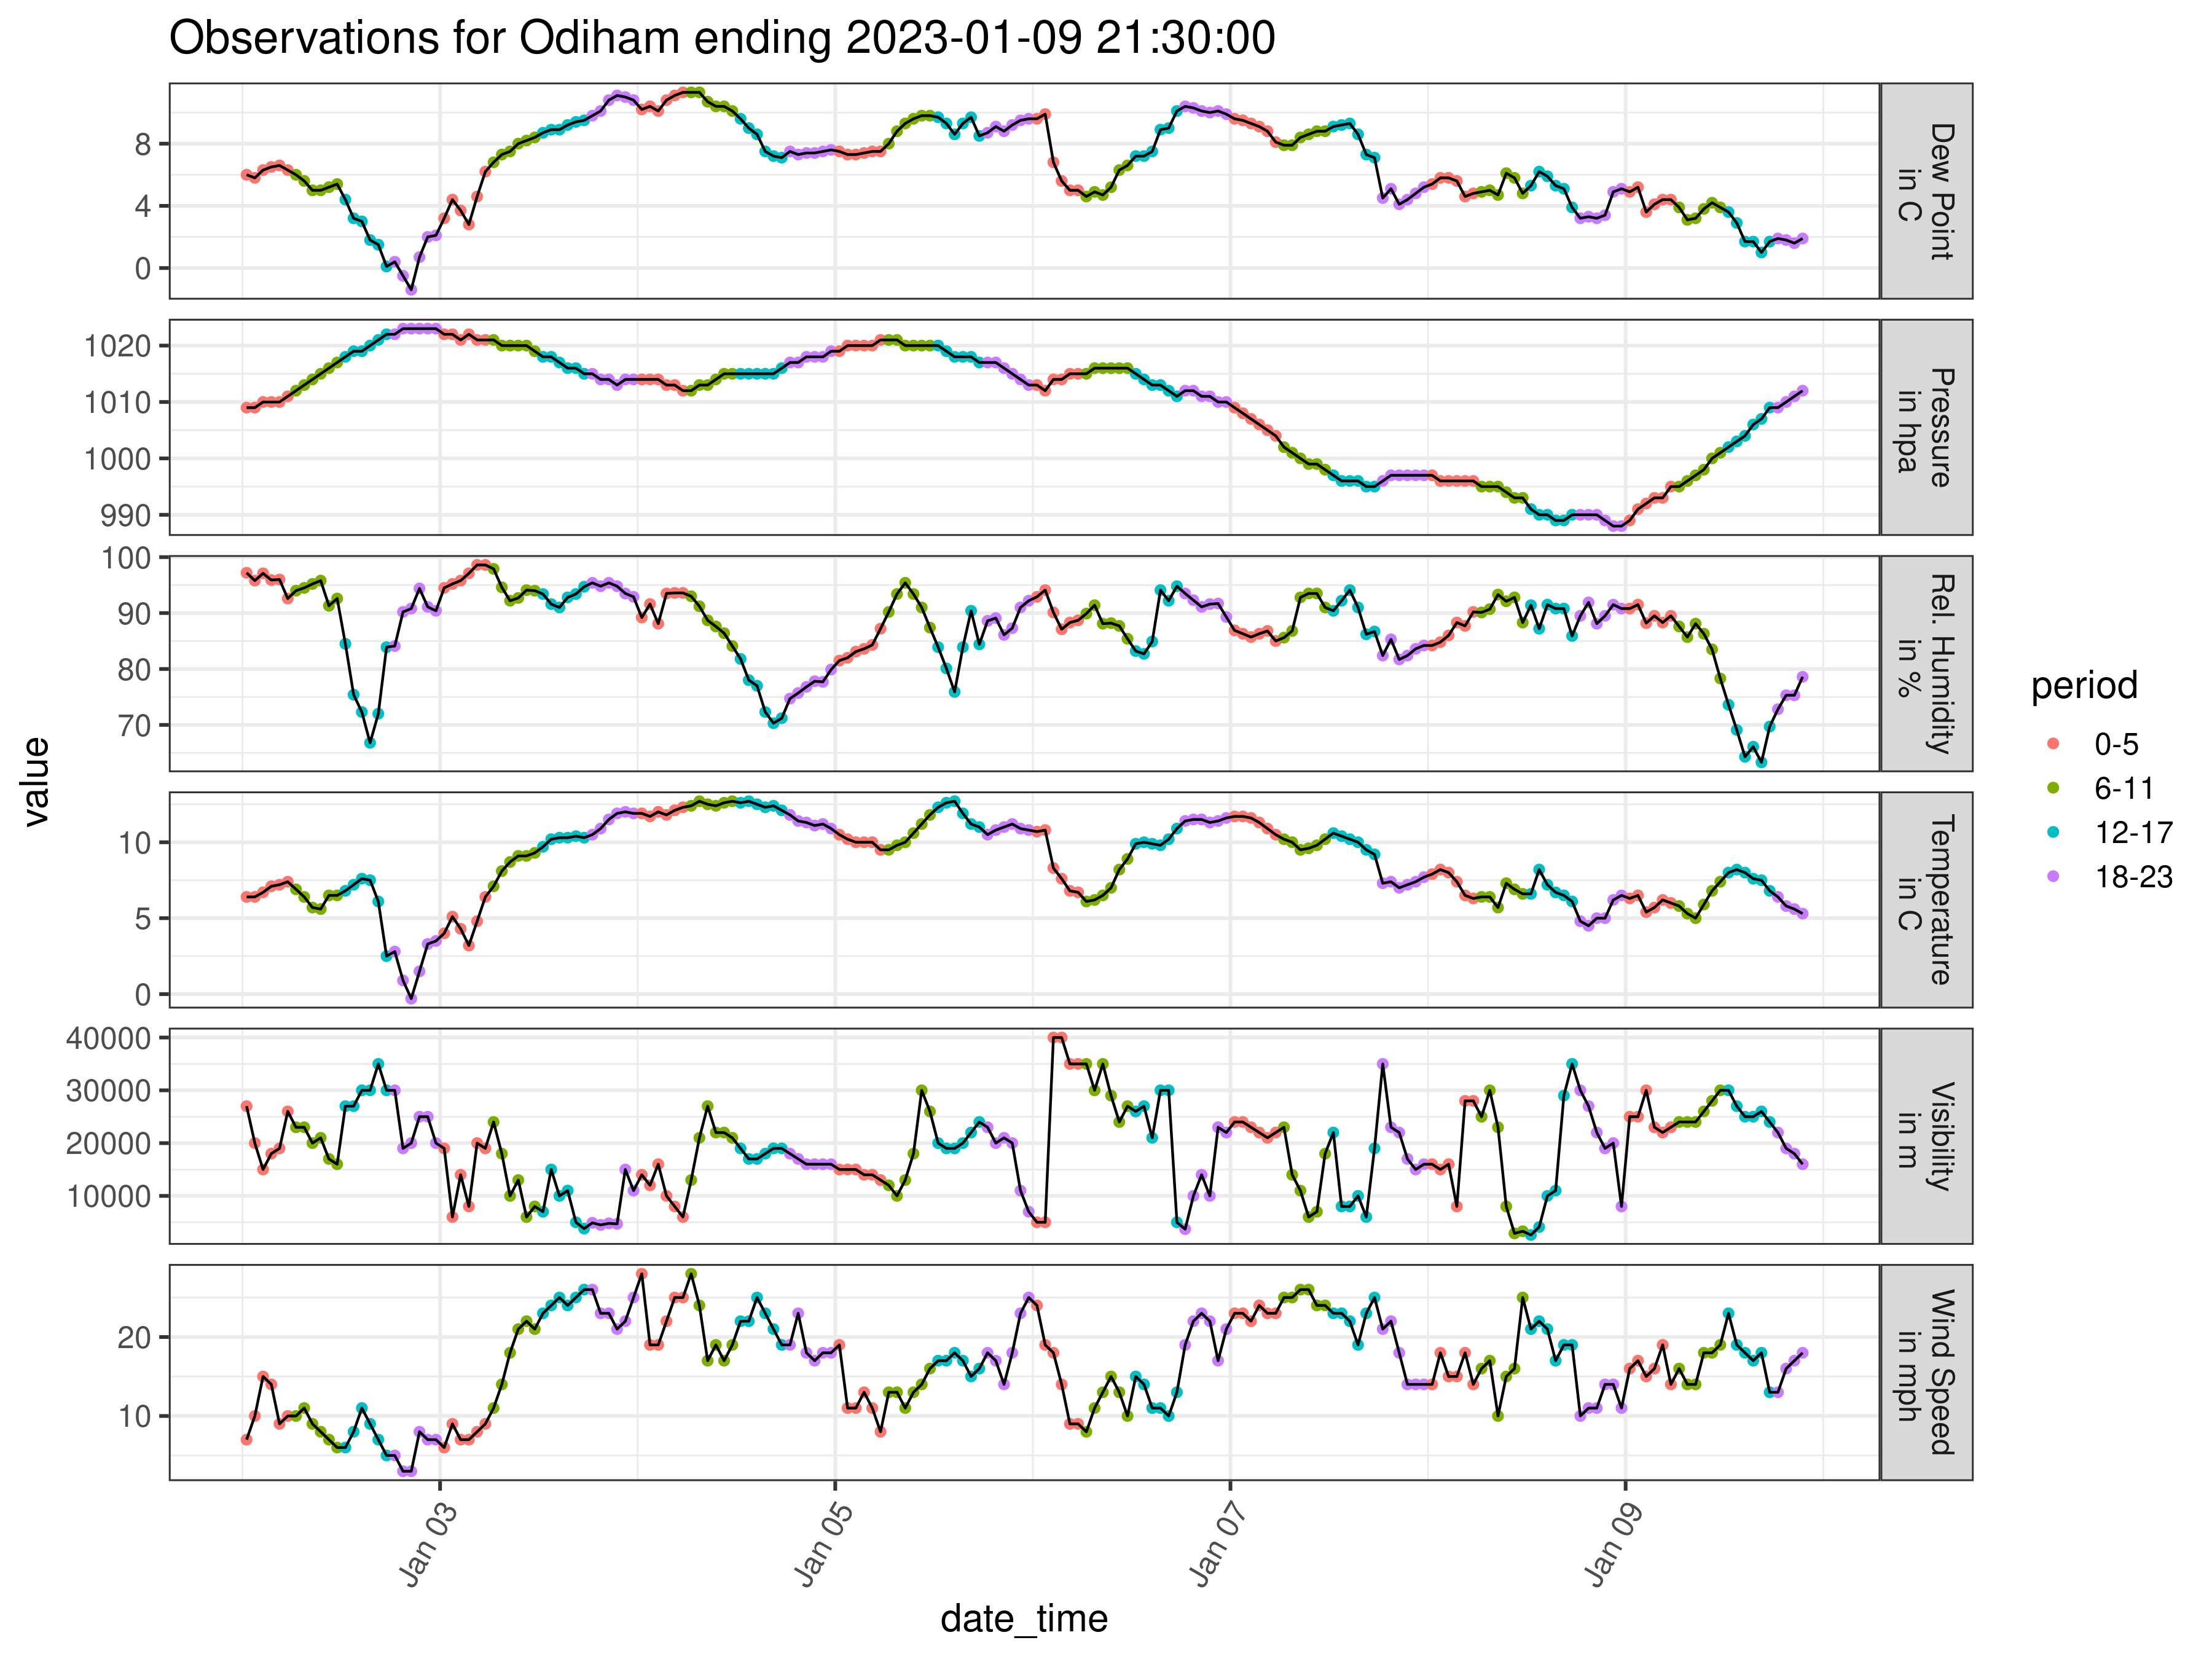 Observations for Odiham ending 2023-01-09 21:30:00
8
4
0
Dew Point
in C
1020
1010
1000
990
Pressure
in hpa
100
90
80
70
Rel. Humidity
in %
10
5
0
Temperature
in C
40000
30000
20000
10000
Visibility
in m
20
10
Wind Speed
in mph
value
Jan 03
Jan 05
Jan 07
Jan 09
date_time
period
0-5
6-11
12-17
18-23